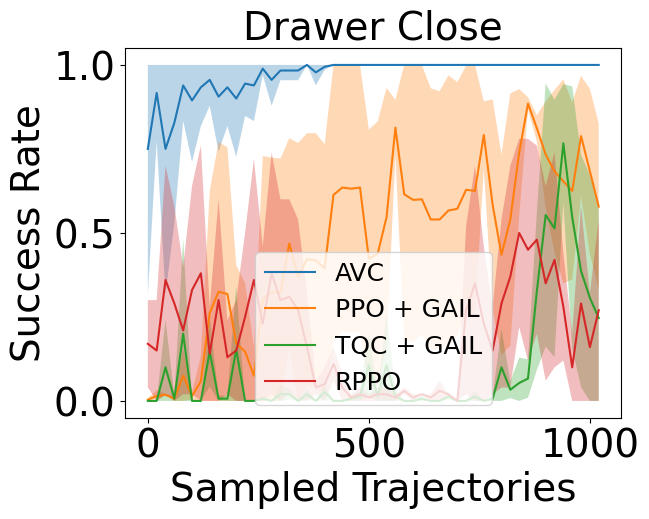 Drawer Close
Success Rate
1.0
0.5
0.0
AVC
PPO + GAIL
TQC + GAIL
RPPO
0 500 1000
Sampled Trajectories